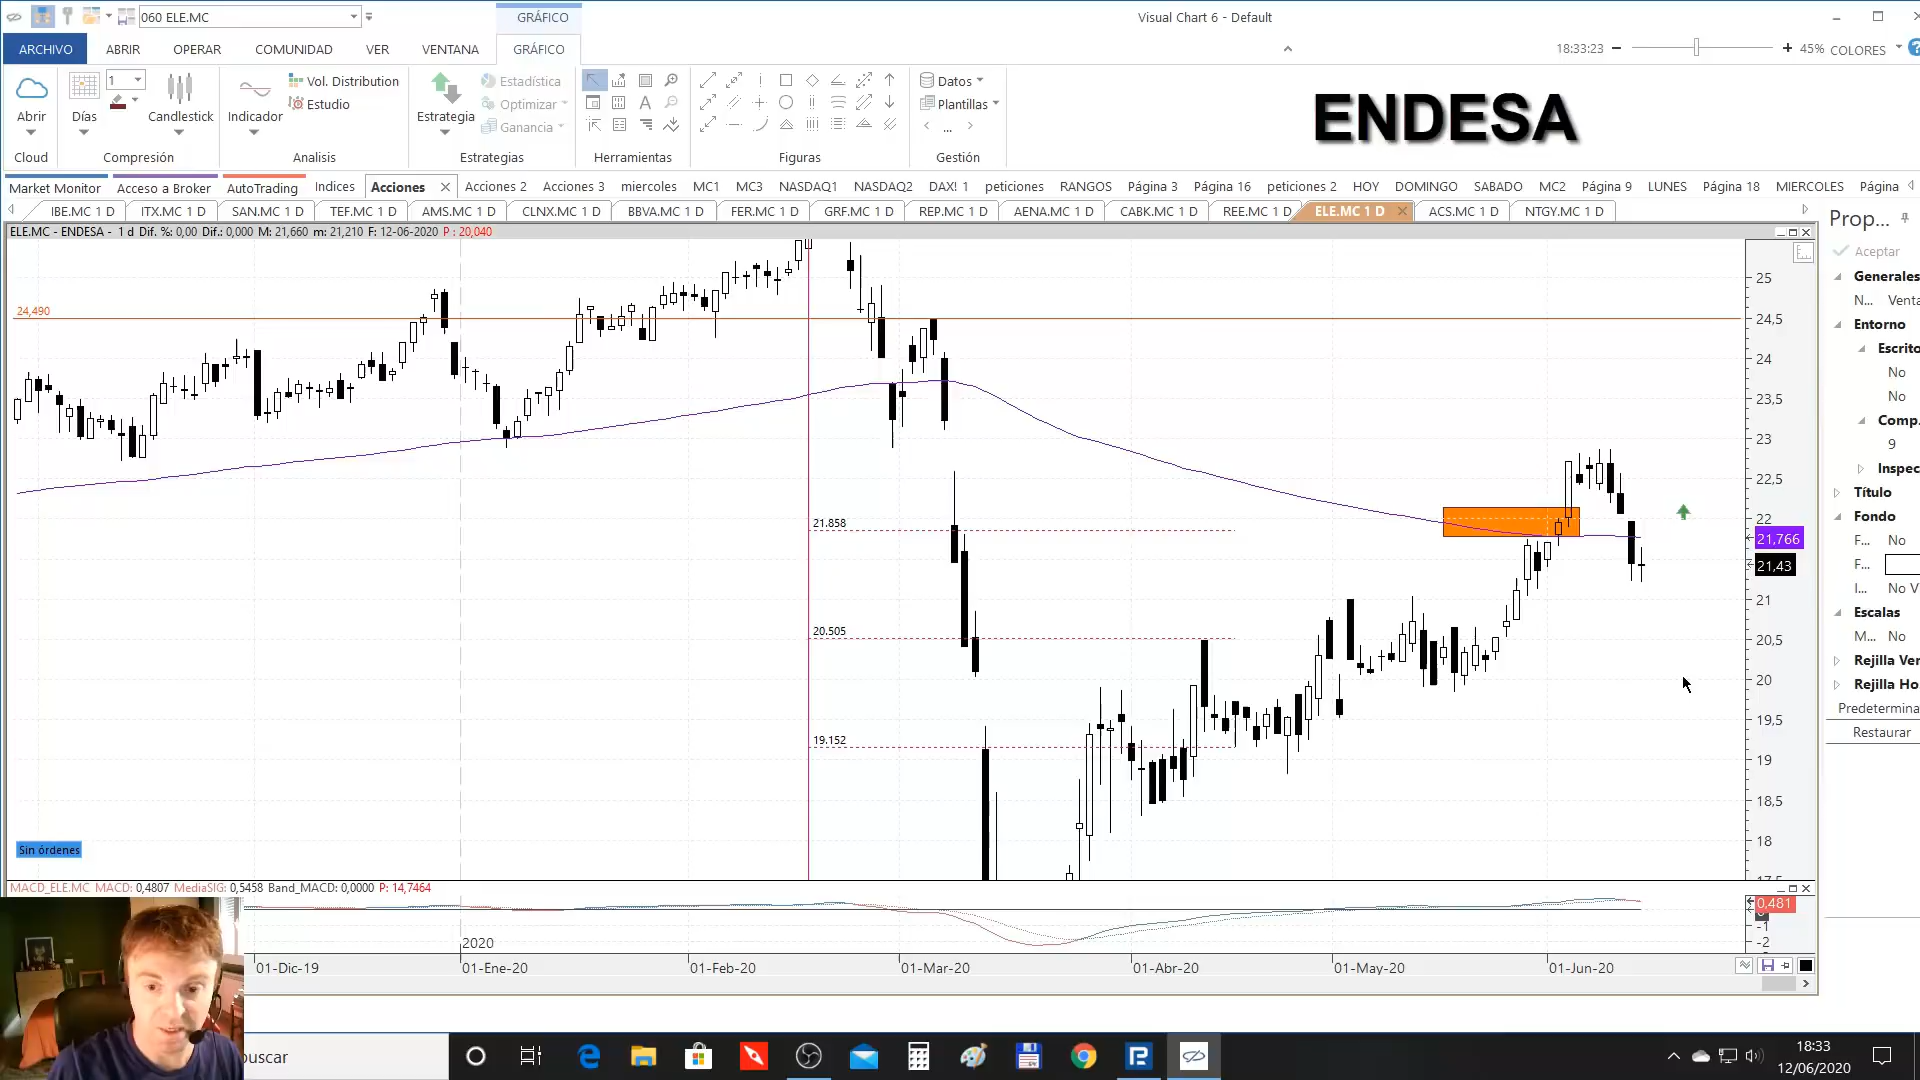 060 ELE.MC
GRÁFICO
Visual Chart 6 - Default
ARCHIVO ABRIR OPERAR COMUNIDAD VER VENTANA GRÁFICO
18:33:23 45% COLORES
1
Vol. Distribution
Estudio
Estadística
Optimizar
Ganancia
Datos
Plantillas
...
Abrir Días Candlestick Indicador Estrategia
Cloud Compresión Analisis Estrategias Herramientas Figuras Gestión
ENDESA
Market Monitor Acceso a Broker AutoTrading Indices Acciones Acciones 2 Acciones 3 miercoles MC1 MC3 NASDAQ1 NASDAQ2 DAX! 1 peticiones RANGOS Página 3 Página 16 peticiones 2 HOY DOMINGO SABADO MC2 Página 9 LUNES Página 18 MIERCOLES Página
IBE.MC 1 D ITX.MC 1 D SAN.MC 1 D TEF.MC 1 D AMS.MC 1 D CLNX.MC 1 D BBVA.MC 1 D FER.MC 1 D GRF.MC 1 D REP.MC 1 D AENA.MC 1 D CABK.MC 1 D REE.MC 1 D ELE.MC 1 D ACS.MC 1 D NTGY.MC 1 D
ELE.MC - ENDESA - 1 d Dif. %: 0,00 Dif.: 0,000 M: 21,660 m: 21,210 F: 12-06-2020 P : 20,040
24,490
21.858
20.505
19.152
25
24,5
24
23,5
23
22,5
22
21,766
21,43
21
20,5
20
19,5
19
18,5
18
17,5
Sin órdenes
MACD_ELE.MC MACD: 0,4807 MediaSIG: 0,5458 Band_MACD: 0,0000 P: 14,7464
0,481
-1
-2
2020
01-Dic-19 01-Ene-20 01-Feb-20 01-Mar-20 01-Abr-20 01-May-20 01-Jun-20
Prop...
Aceptar
Generales
N... Venta
Entorno
Escrito
No
No
Comp.
9
Inspec
Título
Fondo
F... No
F...
I... No V
Escalas
M... No
Rejilla Ver
Rejilla Ho
Predetermina
Restaurar
buscar
18:33
12/06/2020